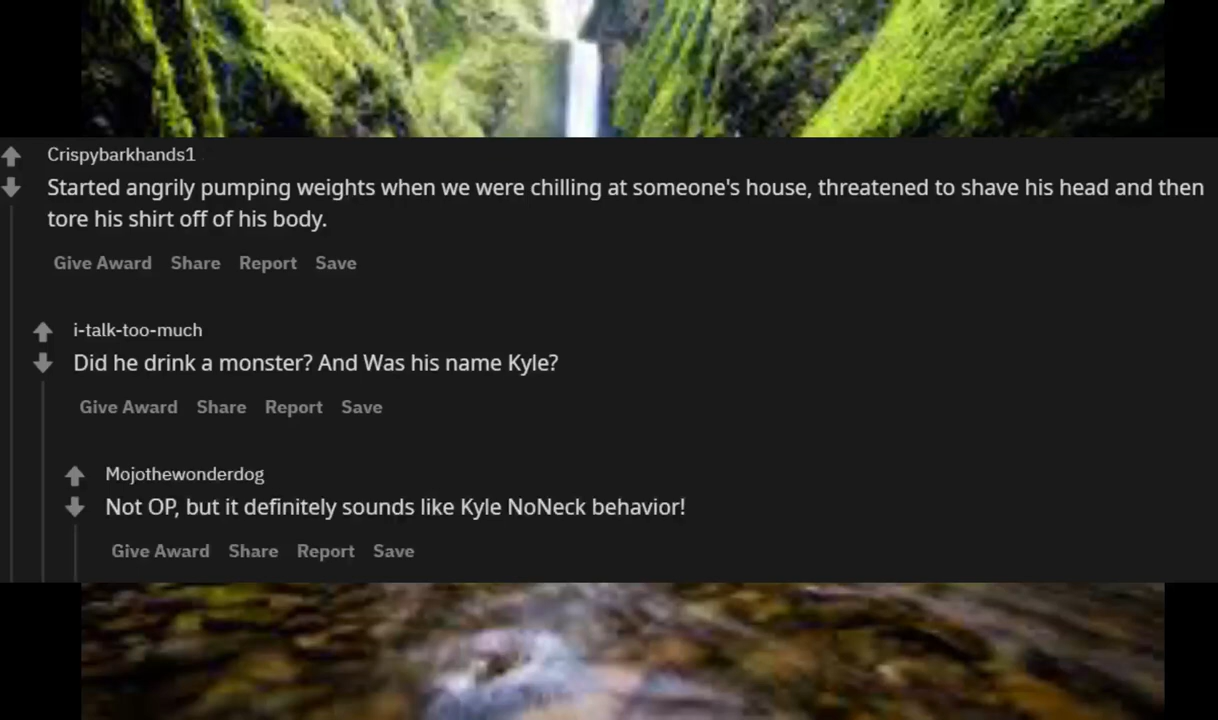 Crispybarkhands1
Started angrily pumping weights when we were chilling at someone's house, threatened to shave his head and then
tore his shirt off of his body.
Give Award Share Report Save
i-talk-too-much
Did he drink a monster? And Was his name Kyle?
Give Award Share Report Save
Mojothewonderdog
Not OP, but it definitely sounds like Kyle NoNeck behavior!
Give Award Share Report Save